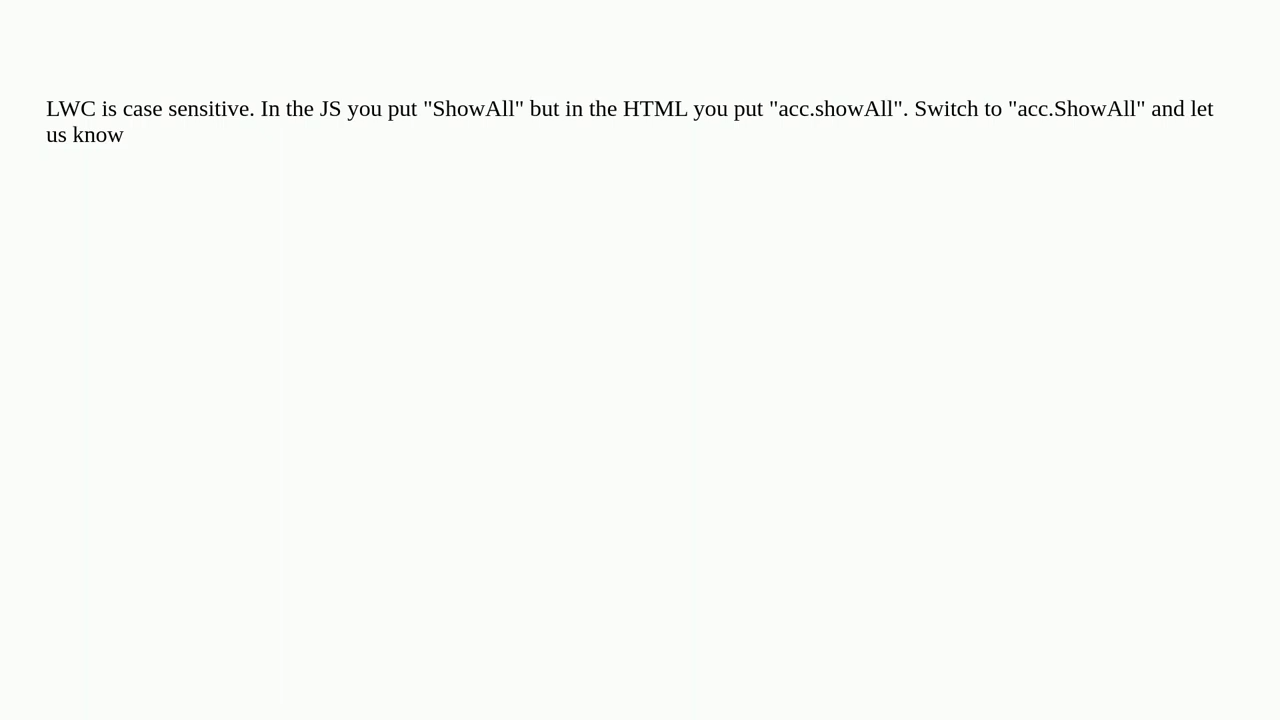 LWC is case sensitive. In the JS you put "ShowAll" but in the HTML you put "acc.showAll". Switch to "acc.ShowAll" and let
us know